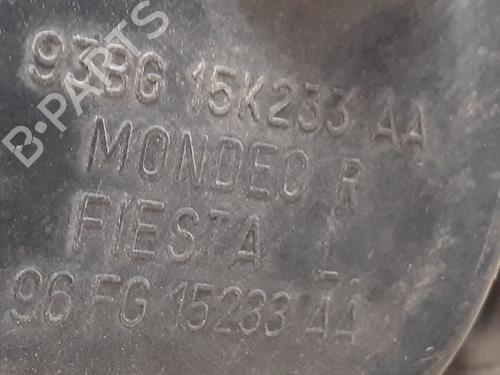 93BG 15K233 AA
MONDEO R
FIESTA L
96 FG 15233 AA
B-PARTS